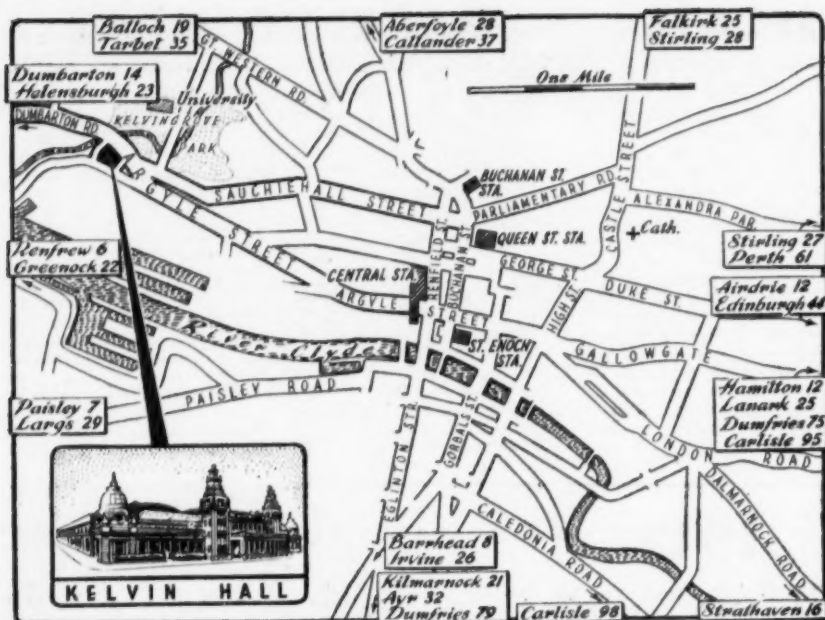 Balloch 19
Tarbet 35
Aberfoyle 28
Callander 37
Falkirk 25
Stirling 28
Dumbarton 14
Helensburgh 23
GT. WESTERN RD.
One Mile
University
KELVINGROVE
PARK
DUMBARTON RD.
ARGYLE STREET
SAUCHIEHALL STREET
BUCHANAN ST.
STA.
PARLIAMENTARY RD.
CASTLE STREET
ALEXANDRA PAR.
Cath.
QUEEN ST. STA.
RENFIELD ST.
BUCHANAN ST.
GEORGE ST.
Stirling 27
Perth 61
Renfrew 6
Greenock 22
CENTRAL STA.
ARGYLE STREET
HIGH ST.
DUKE ST.
Airdrie 12
Edinburgh 44
River Clyde
ST. ENOCH
STA.
GALLOWGATE
PAISLEY ROAD
Paisley 7
Largs 29
Hamilton 12
Lanark 25
Dumfries 75
Carlisle 95
EGLINTON STR.
GORBALS ST.
LONDON ROAD
DALMARNOCK ROAD
CALEDONIA ROAD
KELVIN HALL
Barrhead 8
Irvine 26
Kilmarnock 21
Ayr 32
Dumfries 79
Carlisle 98
Strathaven 16